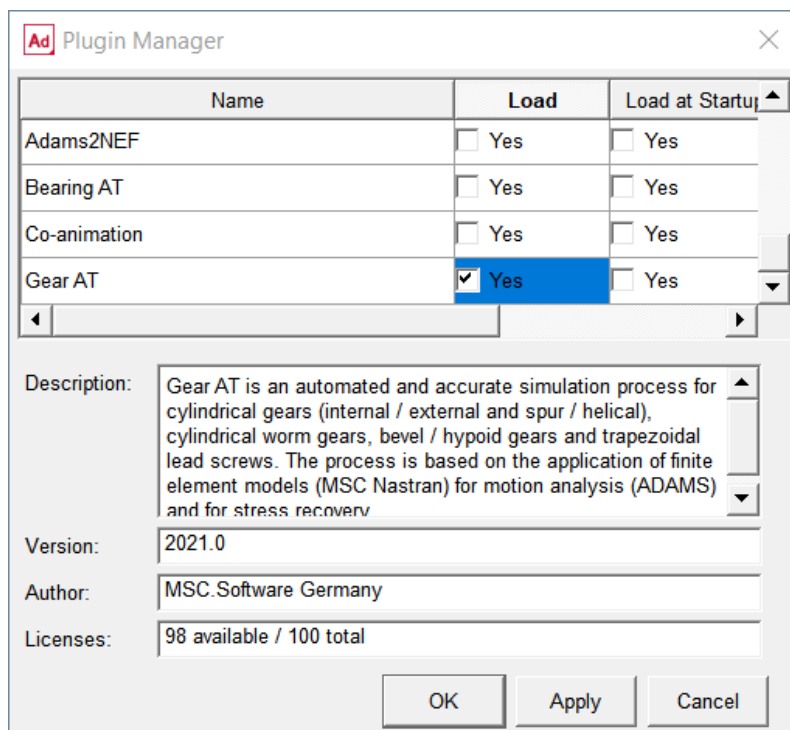 Ad Plugin Manager
Name Load Load at Startup
Adams2NEF Yes Yes
Bearing AT Yes Yes
Co-animation Yes Yes
Gear AT Yes Yes
Description:
Gear AT is an automated and accurate simulation process for
cylindrical gears (internal / external and spur / helical),
cylindrical worm gears, bevel / hypoid gears and trapezoidal
lead screws. The process is based on the application of finite
element models (MSC Nastran) for motion analysis (ADAMS)
and for stress recovery
Version: 2021.0
Author: MSC.Software Germany
Licenses: 98 available / 100 total
OK Apply Cancel